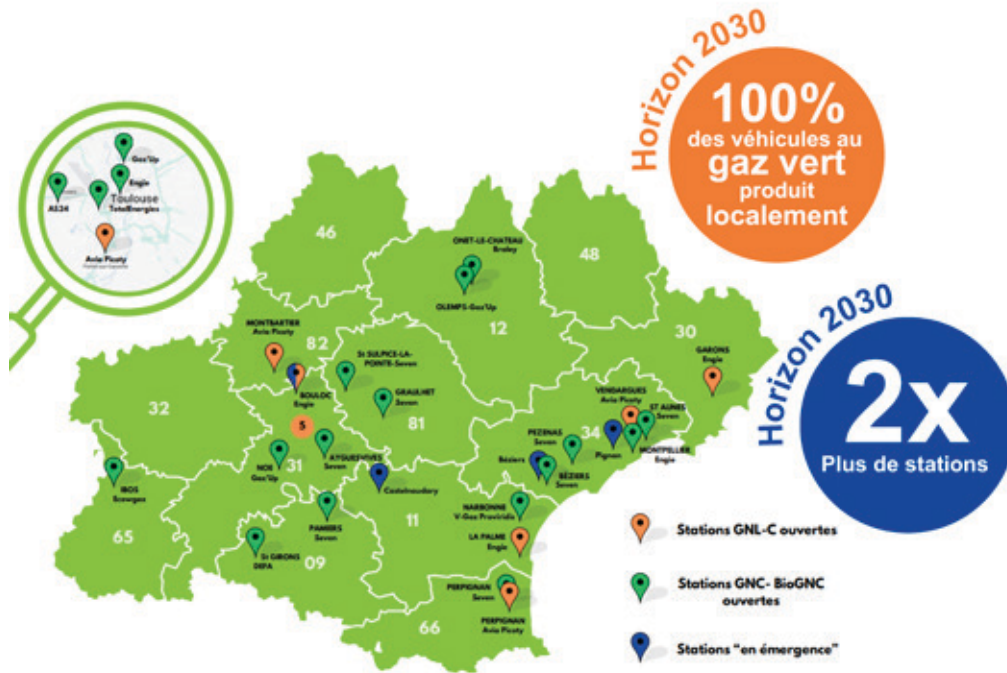 Horizon 2030
100%
des véhicules au
gaz vert
produit
localement
Horizon 2030
2x
Plus de stations
Gaz'Up
Engie
AS24
Toulouse
TotalEnergies
Avia Picoty
46
ONET-LE-CHATEAU
Braley
48
OLEMPS-Gaz'Up
12
30
GARONS
Engie
MONTBARTIER
Avia Picoty
82
St SULPICE-LA-
POINTE-Seven
BOULOC
Engie
GRAULHET
Seven
32
5
81
VENDARGUES
Avia Picoty
ST AUNES
Seven
34
PEZENAS
Seven
Pignan
MONTPELLIER
Engie
NOE
Gaz'Up
31
AYGUESVIVES
Seven
Béziers
BÉZIERS
Seven
IBOS
Seowgen
Castelnaudary
65
PAMIERS
Seven
11
NARBONNE
V-Gas Proviridis
St GIRONS
DEFA
09
LA PALME
Engie
PERPIGNAN
Seven
66
PERPIGNAN
Avia Picoty
Stations GNL-C ouvertes
Stations GNC- BioGNC
ouvertes
Stations "en émergence"